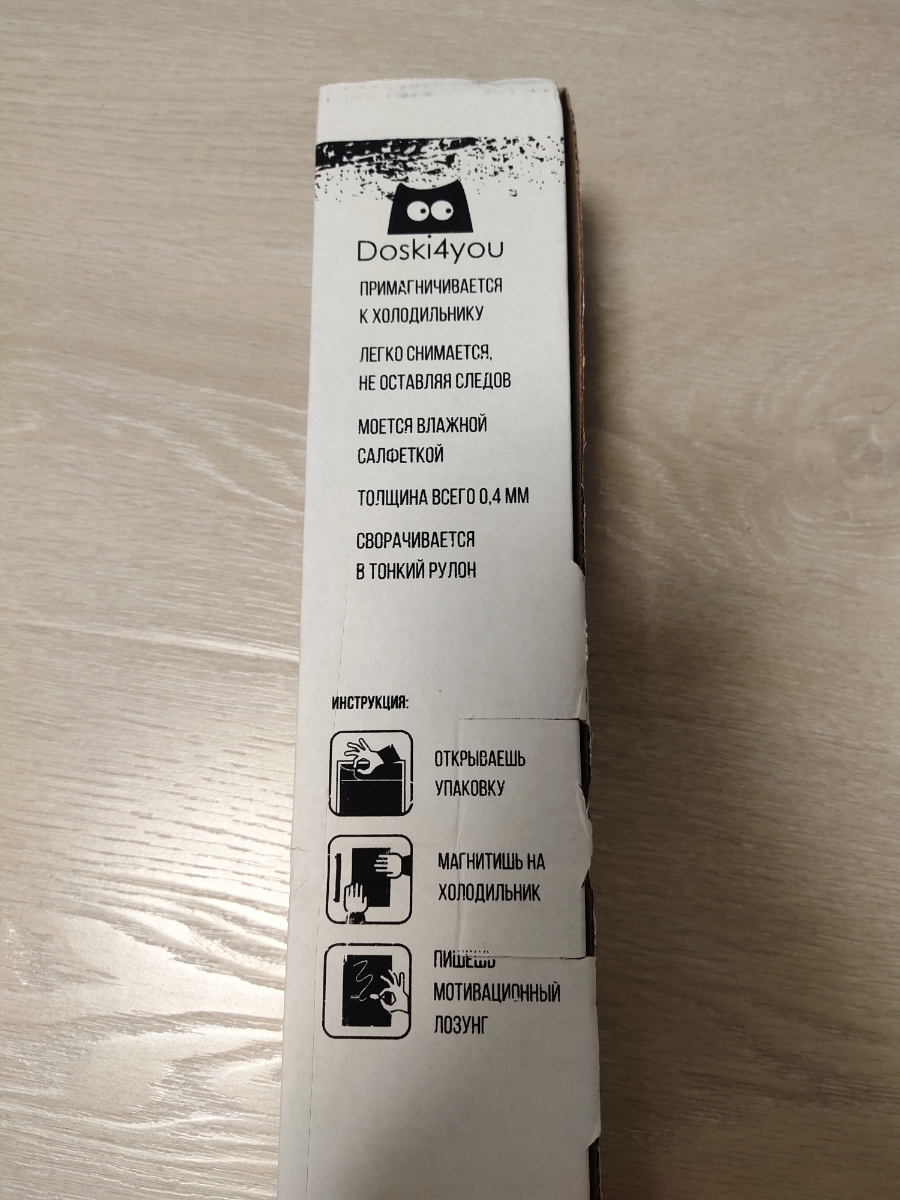 Doski4you
ПРИМАГНИЧИВАЕТСЯ
К ХОЛОДИЛЬНИКУ
ЛЕГКО СНИМАЕТСЯ,
НЕ ОСТАВЛЯЯ СЛЕДОВ
МОЕТСЯ ВЛАЖНОЙ
САЛФЕТКОЙ
ТОЛЩИНА ВСЕГО 0,4 ММ
СВОРАЧИВАЕТСЯ
В ТОНКИЙ РУЛОН
ИНСТРУКЦИЯ:
ОТКРЫВАЕШЬ
УПАКОВКУ
МАГНИТИШЬ НА
ХОЛОДИЛЬНИК
ПИШЕШЬ
МОТИВАЦИОННЫЙ
ЛОЗУНГ